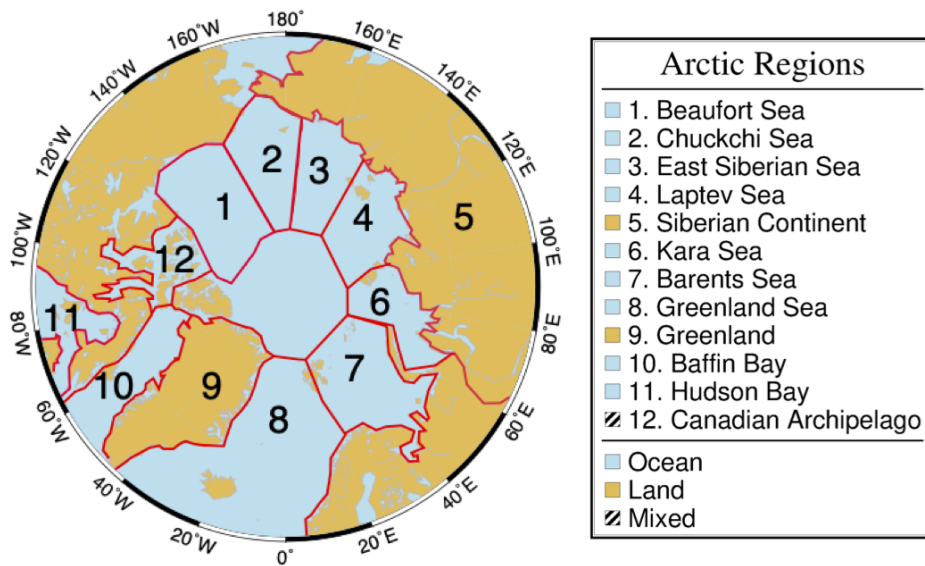 180°
160°W
160°E
140°W
140°E
120°W
120°E
100°W
100°E
80°W
80°E
60°W
60°E
40°W
40°E
20°W
20°E
0°
2
3
1
4
5
12
6
11
7
10
9
8
Arctic Regions
1. Beaufort Sea
2. Chuckchi Sea
3. East Siberian Sea
4. Laptev Sea
5. Siberian Continent
6. Kara Sea
7. Barents Sea
8. Greenland Sea
9. Greenland
10. Baffin Bay
11. Hudson Bay
12. Canadian Archipelago
Ocean
Land
Mixed